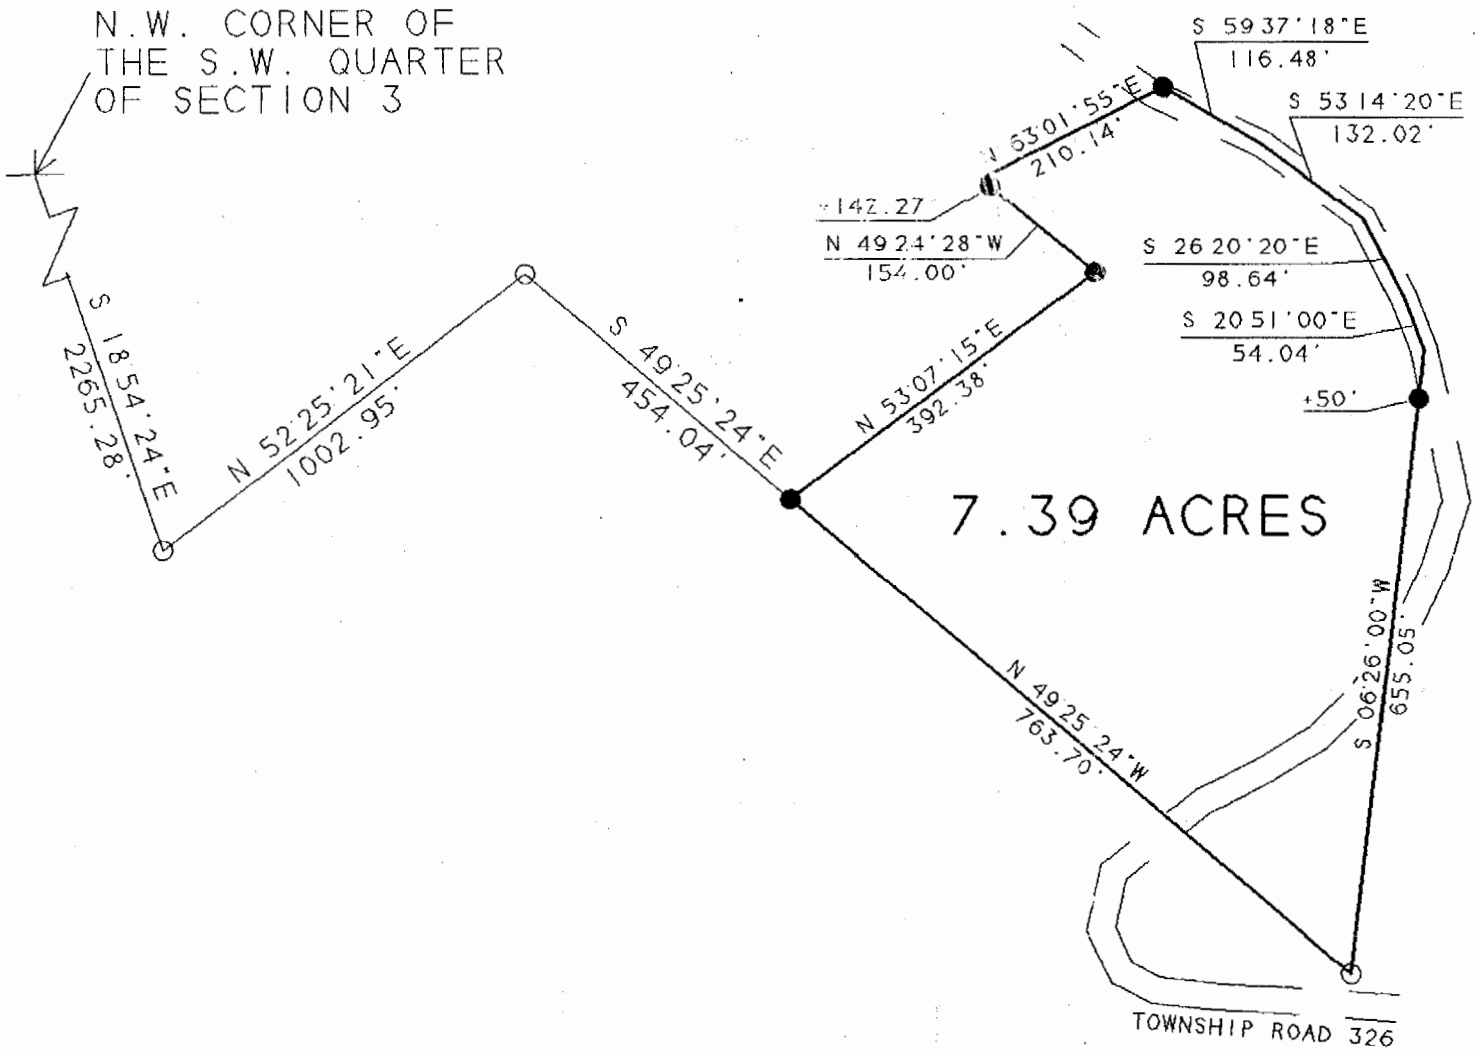 N.W. CORNER OF
THE S.W. QUARTER
OF SECTION 3
S 18°54'24"E
2265.28'
N 52°25'21"E
1002.95'
S 49°25'24"E
454.04'
N 53°07'15"E
392.38'
N 49°24'28"W
154.00'
142.27
N 63°01'55"E
210.14'
S 59 37'18"E
116.48'
S 53 14'20"E
132.02'
S 26 20'20"E
98.64'
S 20 51'00"E
54.04'
+50'
7.39 ACRES
S 06°26'00"W
655.05'
N 49°25'24"W
763.70'
TOWNSHIP ROAD 326